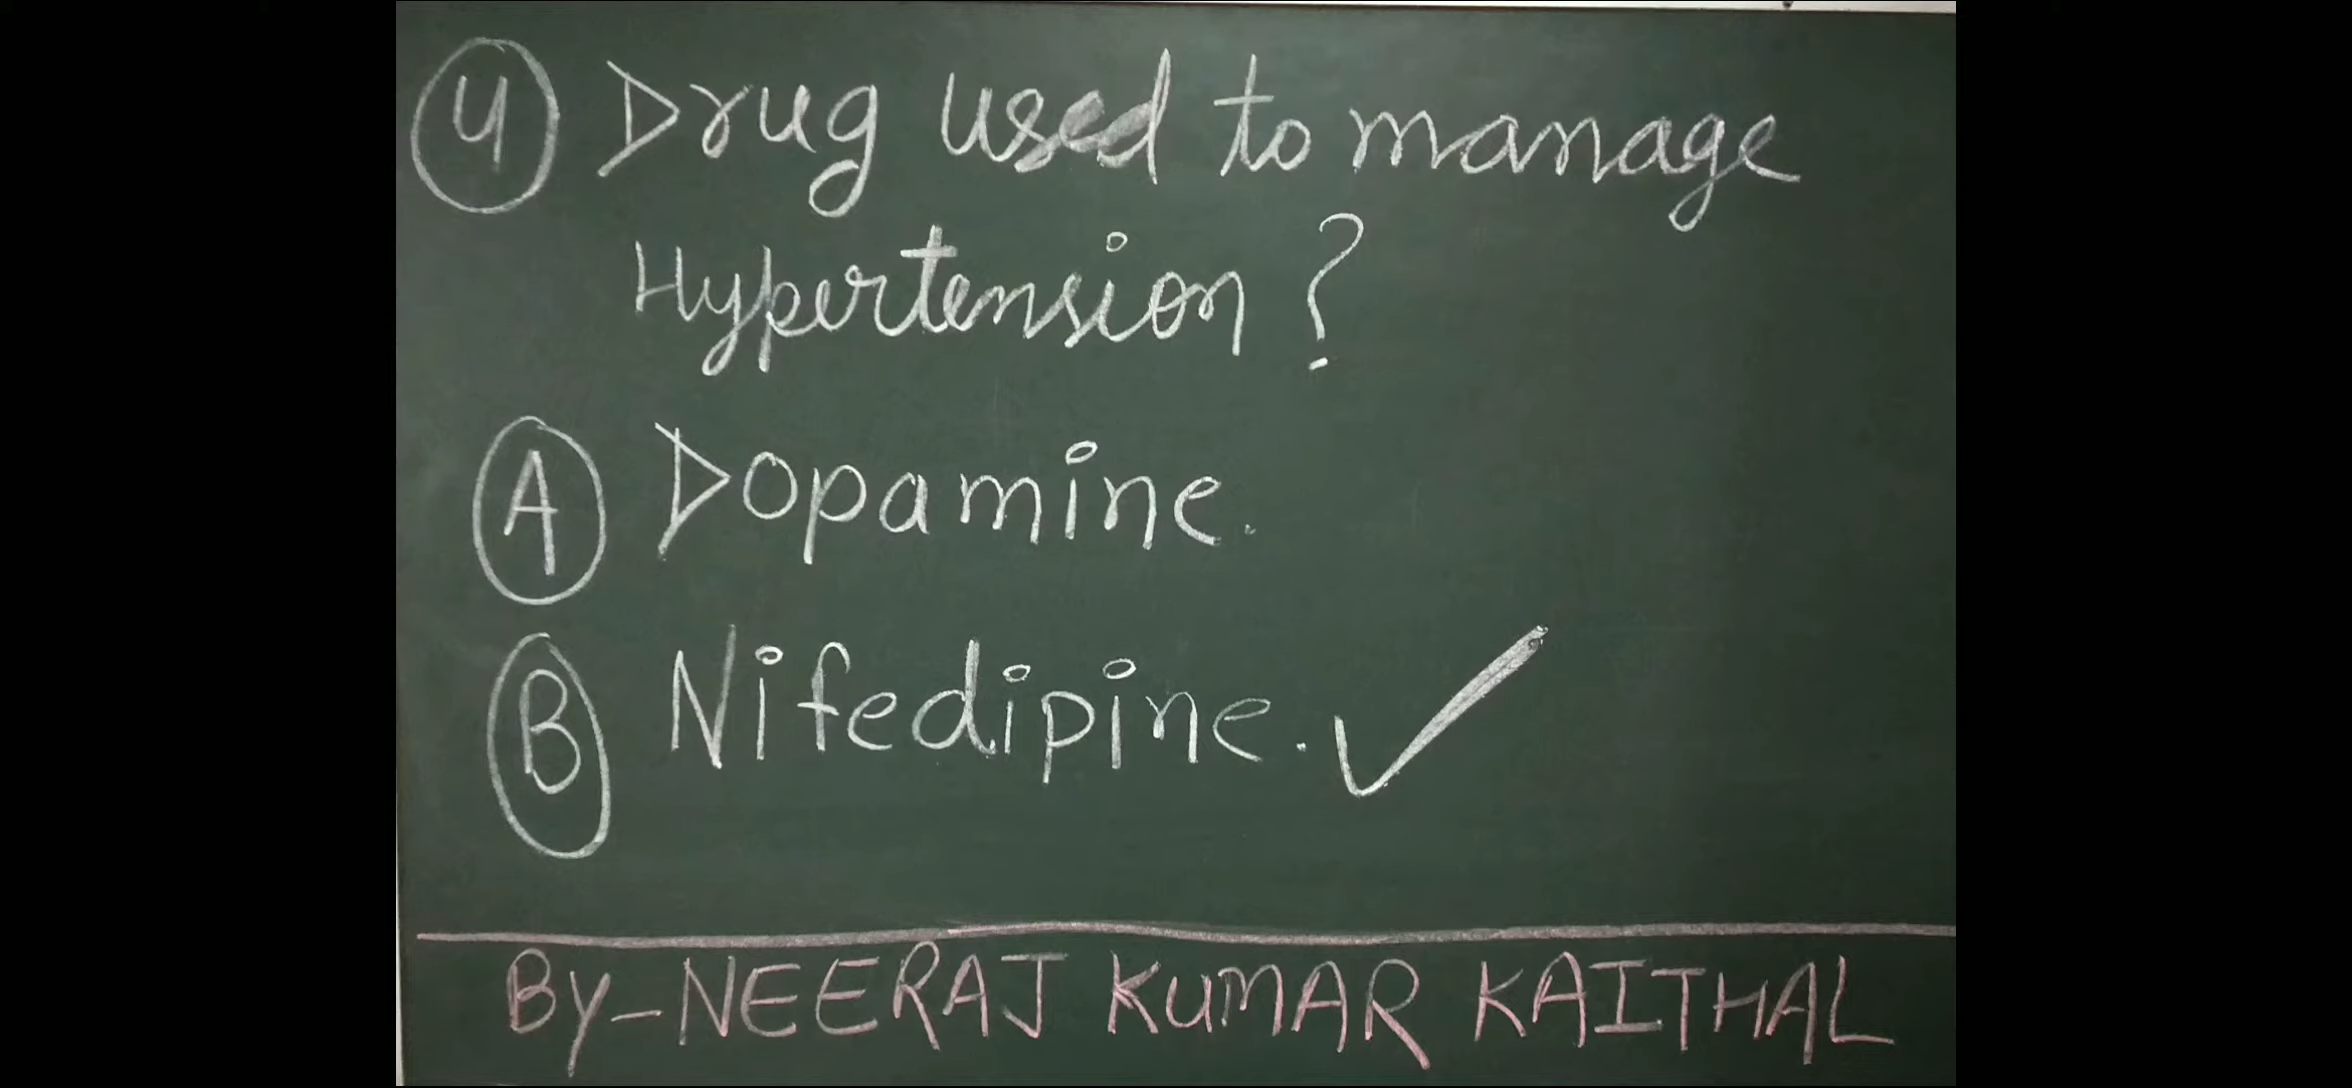 4 Drug used to manage
Hypertension?
A Dopamine.
B Nifedipine. ✓
BY-NEERAJ KUMAR KAITHAL